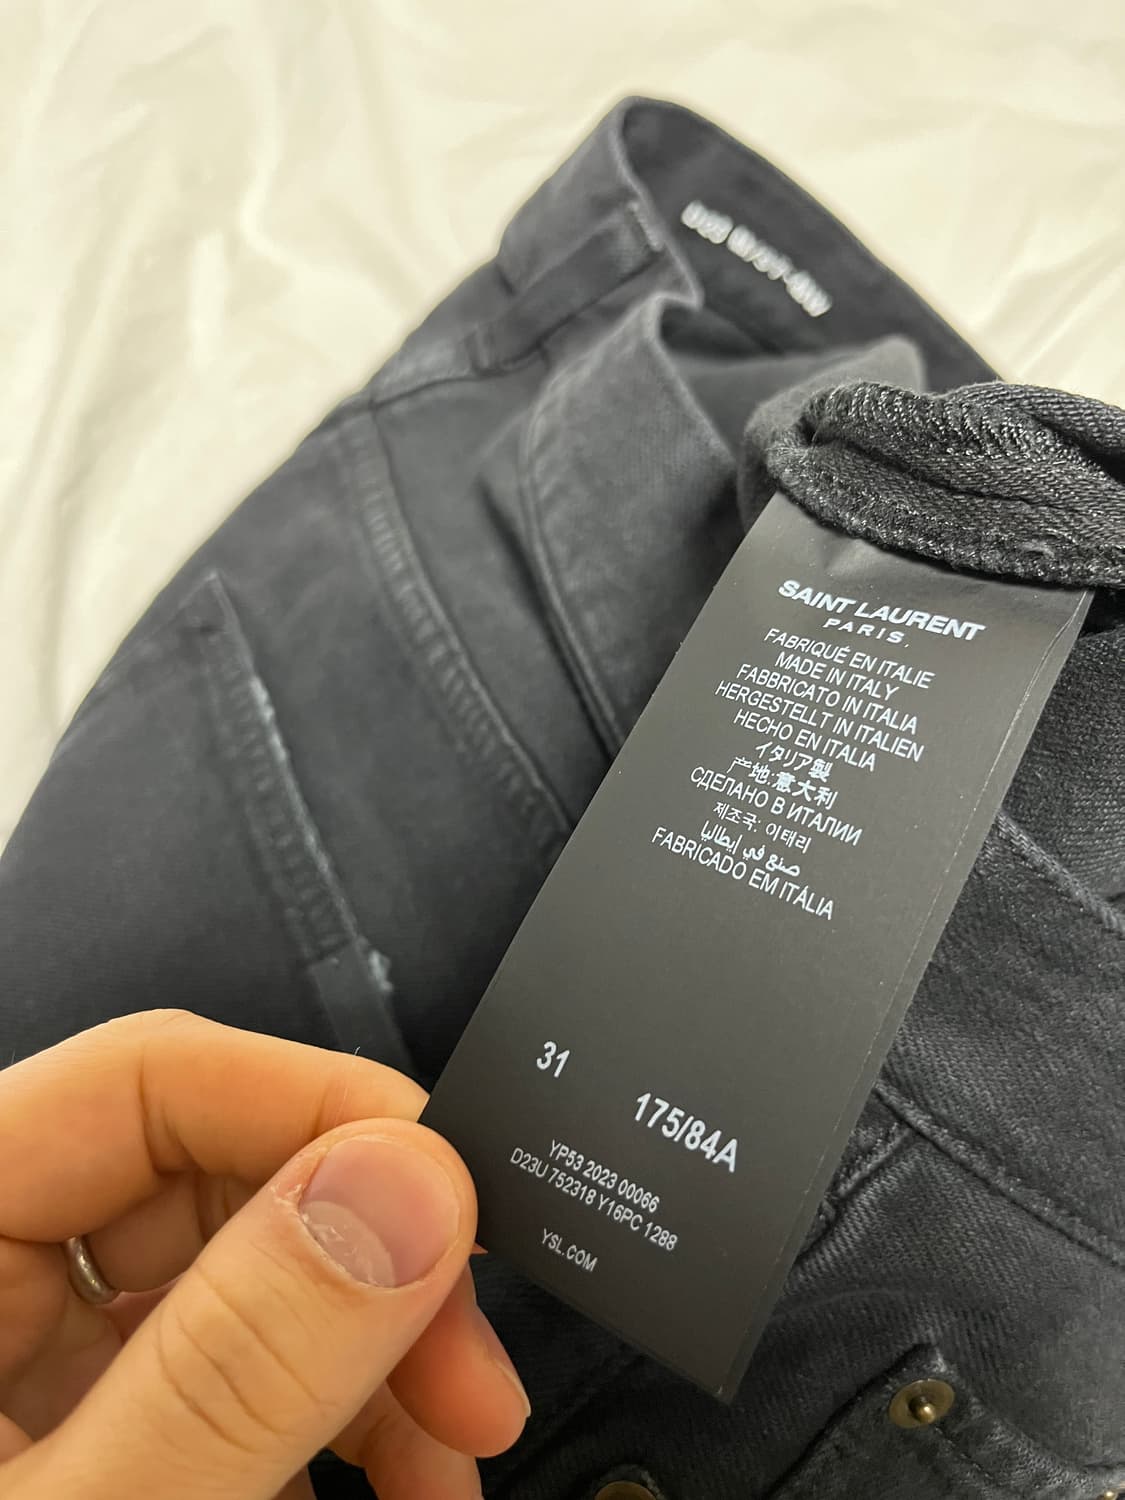 SAINT LAURENT
PARIS
FABRIQUÉ EN ITALIE
MADE IN ITALY
FABBRICATO IN ITALIA
HERGESTELLT IN ITALIEN
HECHO EN ITALIA
イタリア製
产地:意大利
СДЕЛАНО В ИТАЛИИ
제조국: 이태리
صنع في إيطاليا
FABRICADO EM ITÁLIA
31
175/84A
YP53 2023 00066
D23U 752318 Y16PC 1288
YSL.COM